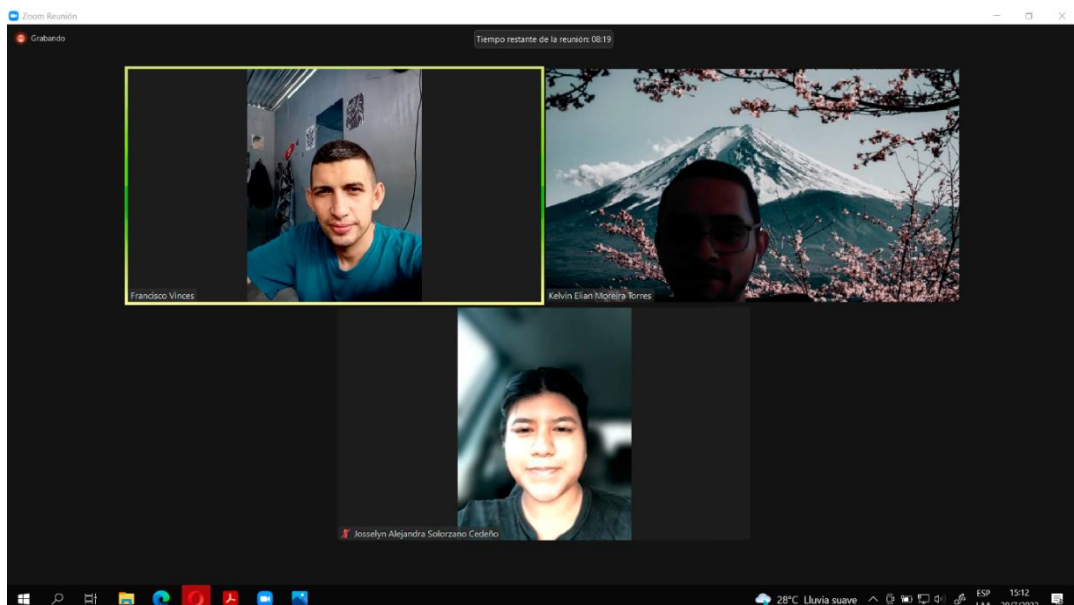 Zoom Reunión
Grabando
Tiempo restante de la reunión: 08:19
Francisco Vinces
Kelvin Elian Moreira Torres
Josselyn Alejandra Solorzano Cedeño
28°C Lluvia suave
ESP
15:12
LAA